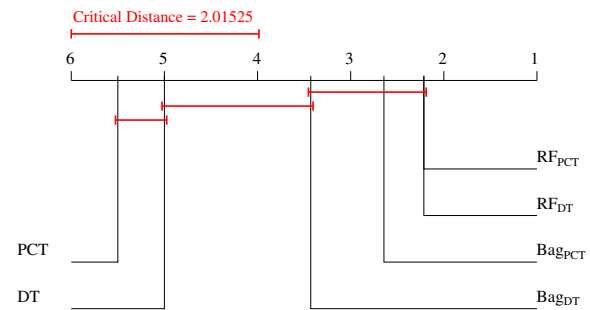 Critical Distance = 2.01525
6 5 4 3 2 1
RF_PCT
RF_DT
PCT Bag_PCT
DT Bag_DT